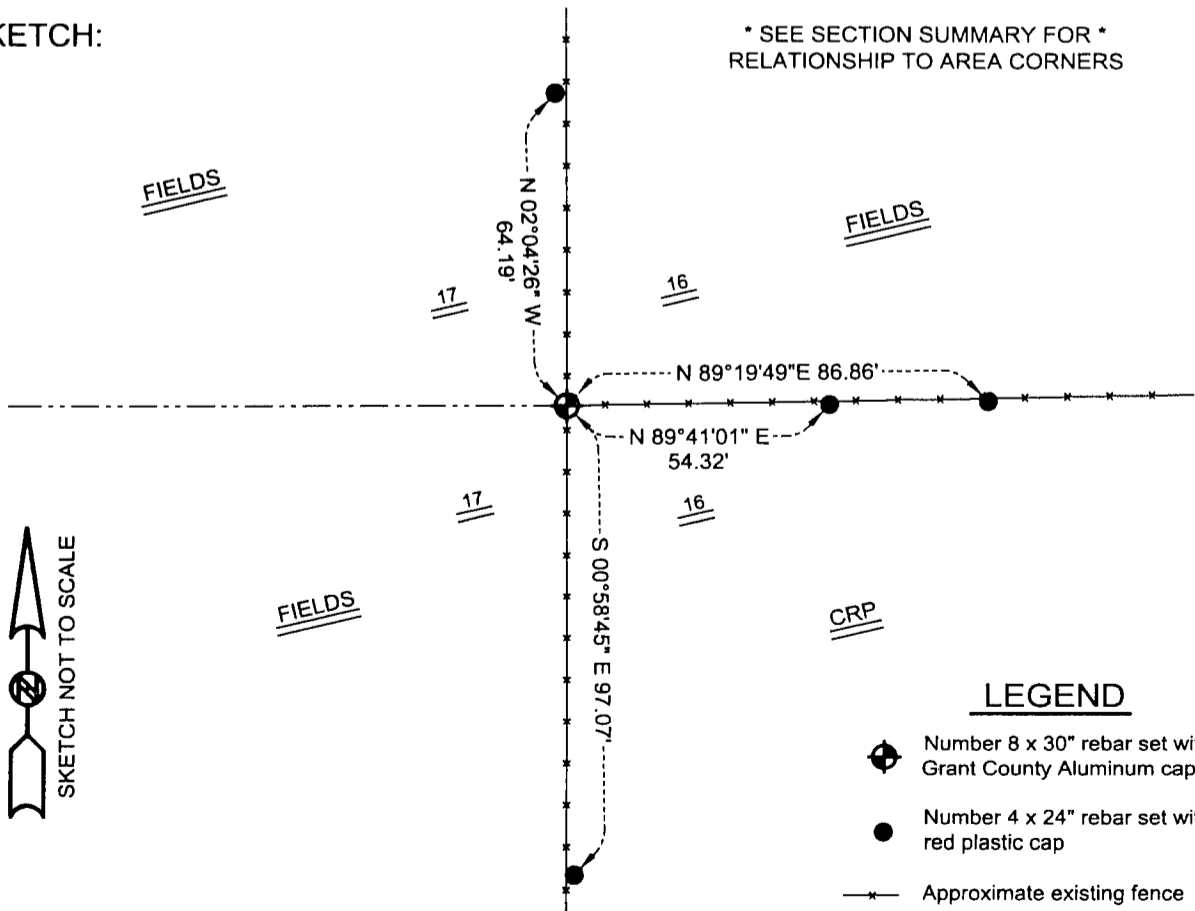 KETCH:
* SEE SECTION SUMMARY FOR *
RELATIONSHIP TO AREA CORNERS
FIELDS
FIELDS
N 02°04'26" W
64.19'
17
16
N 89°19'49"E 86.86'
N 89°41'01" E
54.32'
17
16
S 00°58'45" E 97.07'
FIELDS
CRP
N
SKETCH NOT TO SCALE
LEGEND
Number 8 x 30" rebar set wi
Grant County Aluminum cap
Number 4 x 24" rebar set wi
red plastic cap
Approximate existing fence